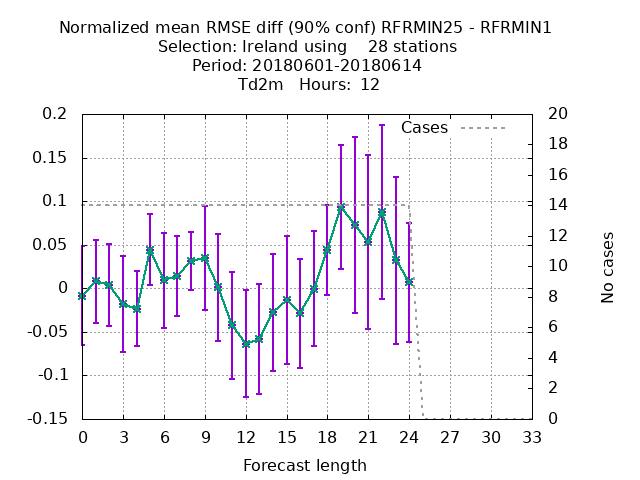 Normalized mean RMSE diff (90% conf) RFRMIN25 - RFRMIN1
Selection: Ireland using    28 stations
Period: 20180601-20180614
Td2m   Hours:  12
Cases
0.2
0.15
0.1
0.05
0
-0.05
-0.1
-0.15
20
18
16
14
12
10
8
6
4
2
0
No cases
0 3 6 9 12 15 18 21 24 27 30 33
Forecast length